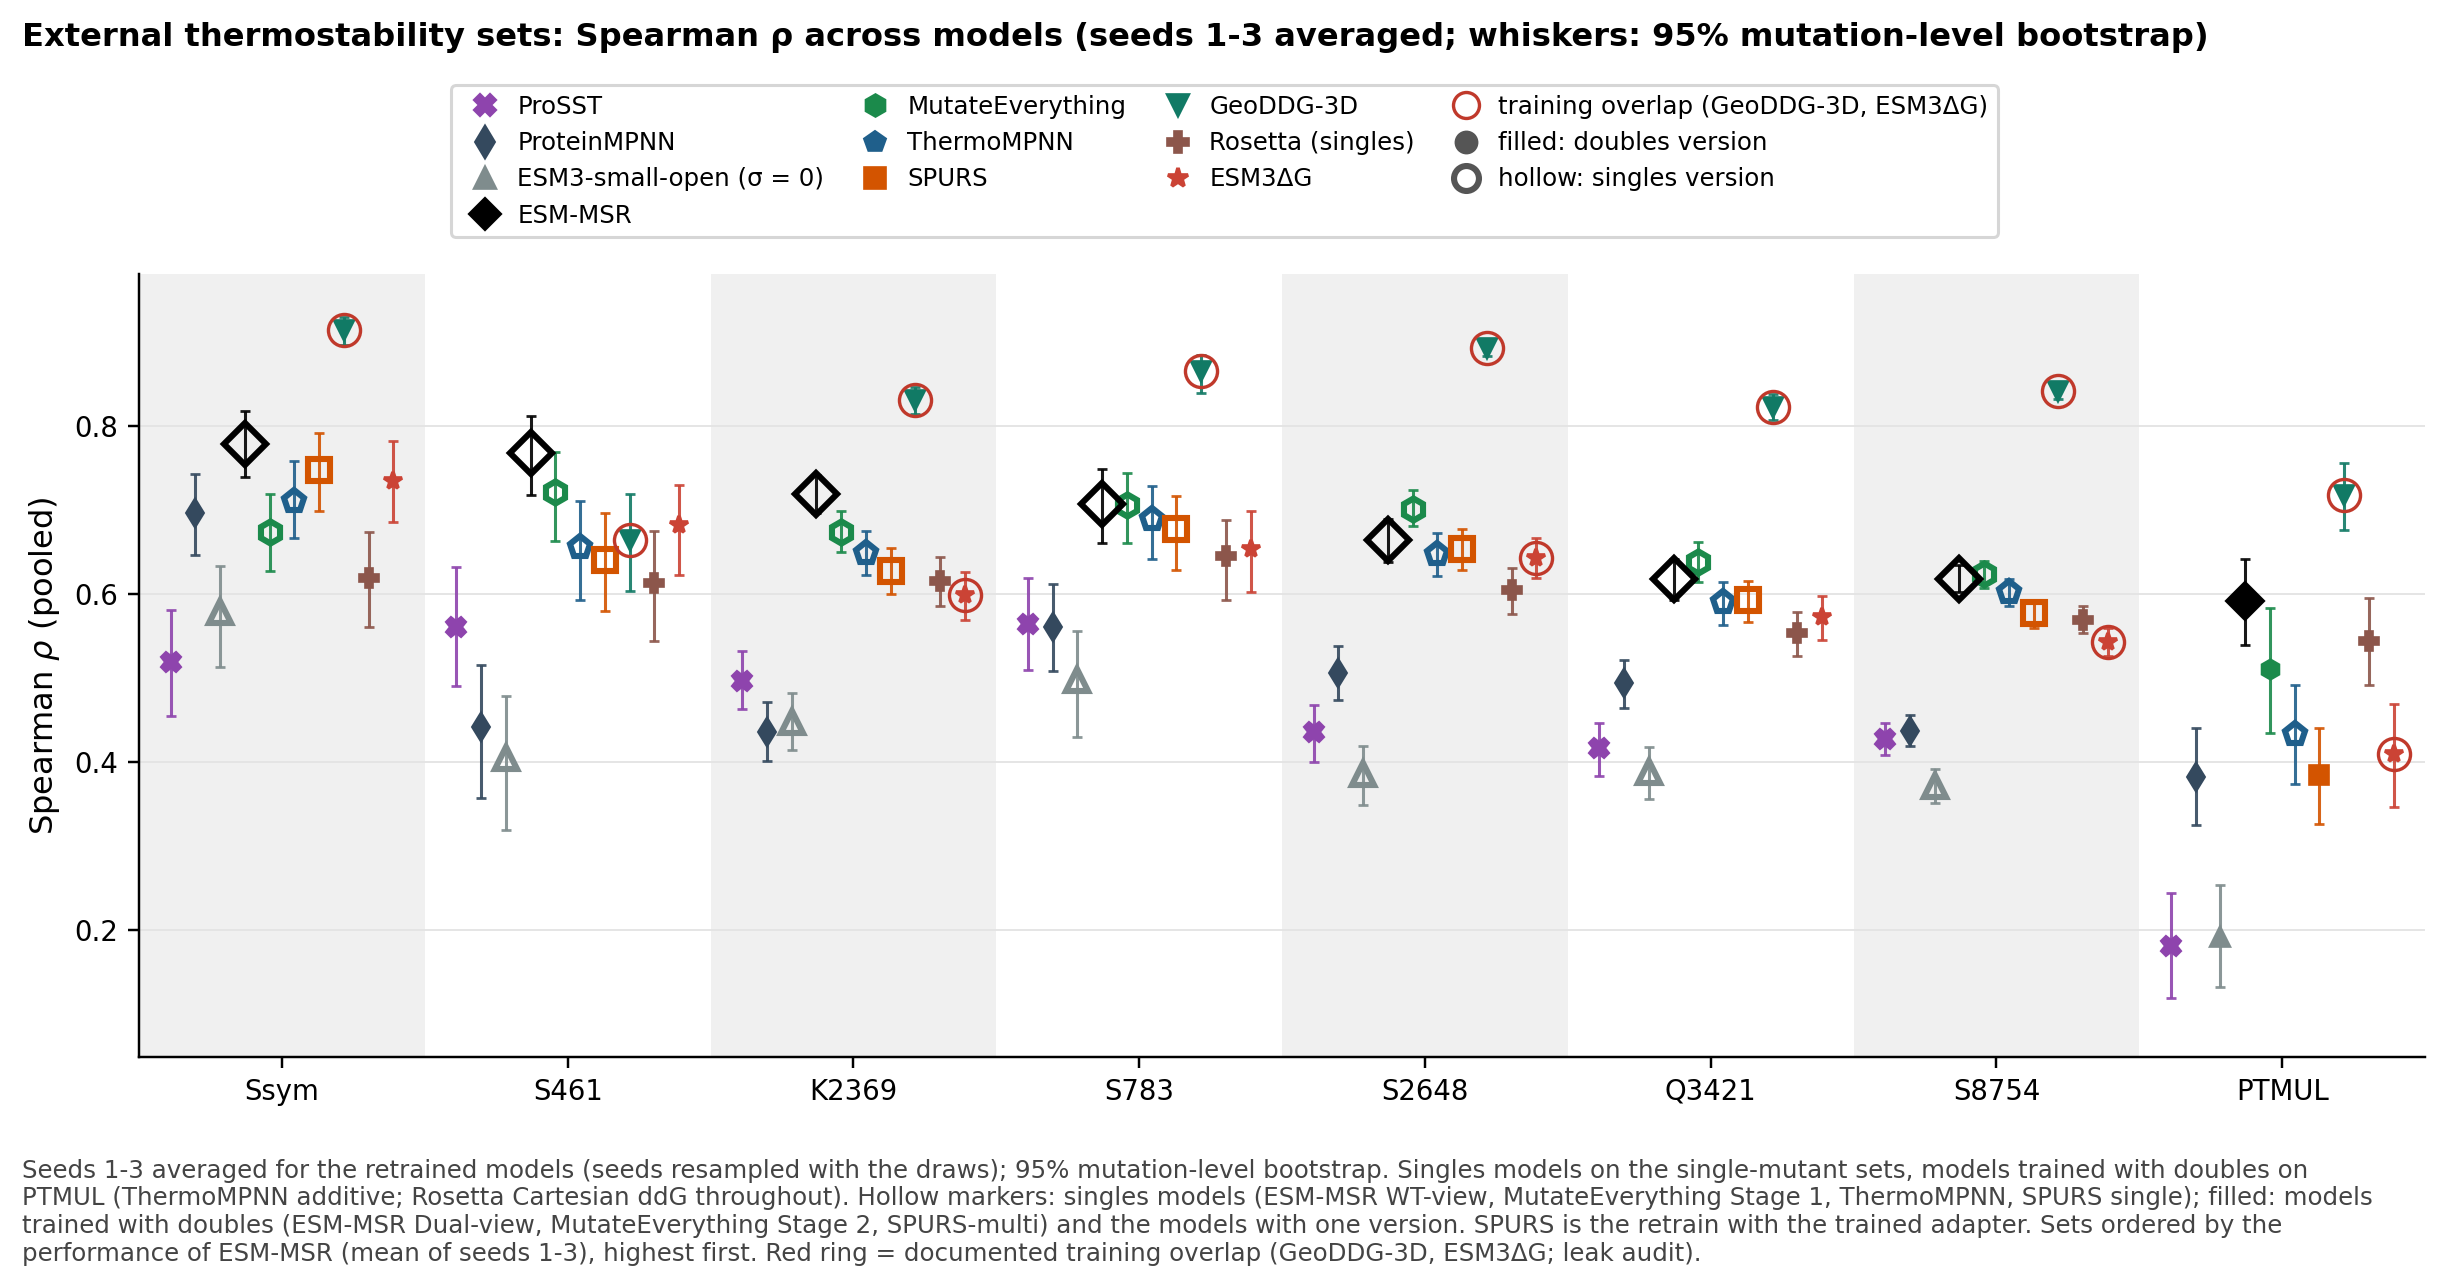 External thermostability sets: Spearman ρ across models (seeds 1-3 averaged; whiskers: 95% mutation-level bootstrap)
ProSST
ProteinMPNN
ESM3-small-open (σ = 0)
ESM-MSR
MutateEverything
ThermoMPNN
SPURS
GeoDDG-3D
Rosetta (singles)
ESM3ΔG
training overlap (GeoDDG-3D, ESM3ΔG)
filled: doubles version
hollow: singles version
Spearman ρ (pooled)
0.8
0.6
0.4
0.2
Ssym
S461
K2369
S783
S2648
Q3421
S8754
PTMUL
Seeds 1-3 averaged for the retrained models (seeds resampled with the draws); 95% mutation-level bootstrap. Singles models on the single-mutant sets, models trained with doubles on
PTMUL (ThermoMPNN additive; Rosetta Cartesian ddG throughout). Hollow markers: singles models (ESM-MSR WT-view, MutateEverything Stage 1, ThermoMPNN, SPURS single); filled: models
trained with doubles (ESM-MSR Dual-view, MutateEverything Stage 2, SPURS-multi) and the models with one version. SPURS is the retrain with the trained adapter. Sets ordered by the
performance of ESM-MSR (mean of seeds 1-3), highest first. Red ring = documented training overlap (GeoDDG-3D, ESM3ΔG; leak audit).